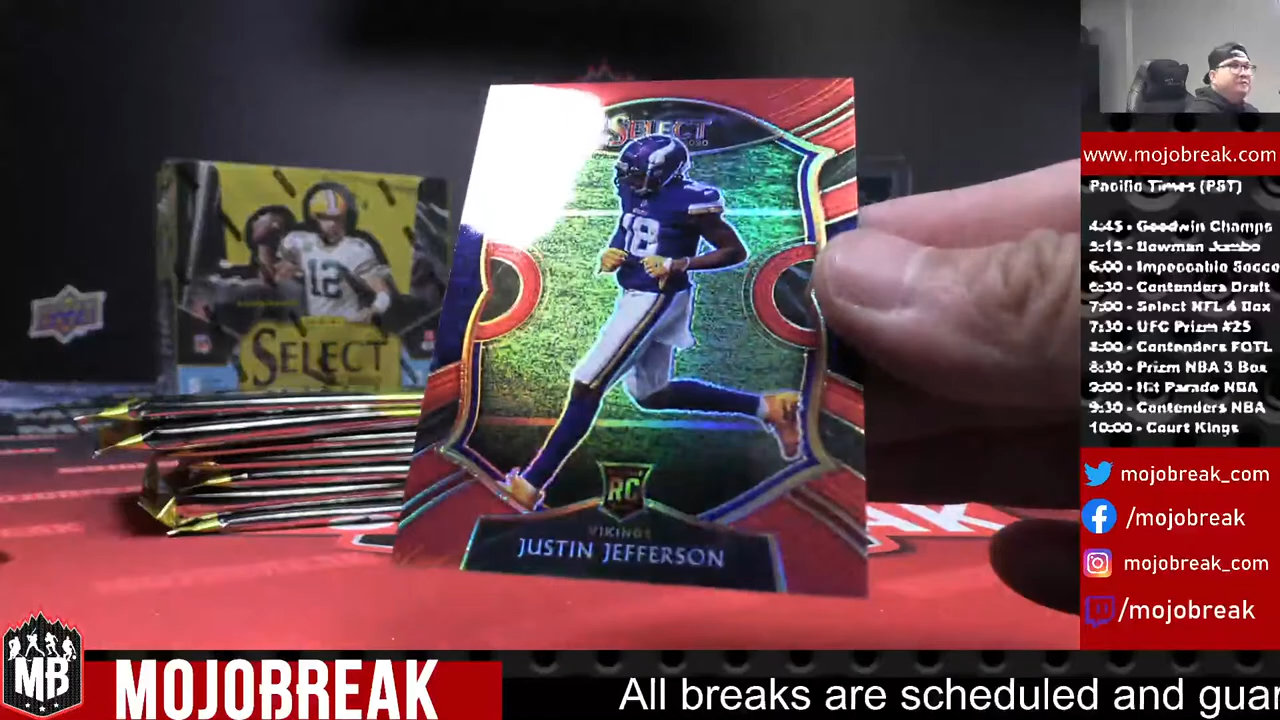 SELECT
2020
18
RC
VIKINGS
JUSTIN JEFFERSON
12
SELECT
AK
www.mojobreak.com
Pacific Times (PST)
4:45 - Goodwin Champs
5:15 - Bowman Jumbo
6:00 - Impeccable Socce
6:30 - Contenders Draft
7:00 - Select NFL 4 Box
7:30 - UFC Prizm #25
8:00 - Contenders FOTL
8:30 - Prizm NBA 3 Box
9:00 - Hit Parade NBA
9:30 - Contenders NBA
10:00 - Court Kings
mojobreak_com
/mojobreak
mojobreak_com
/mojobreak
MB
MOJOBREAK
All breaks are scheduled and guar